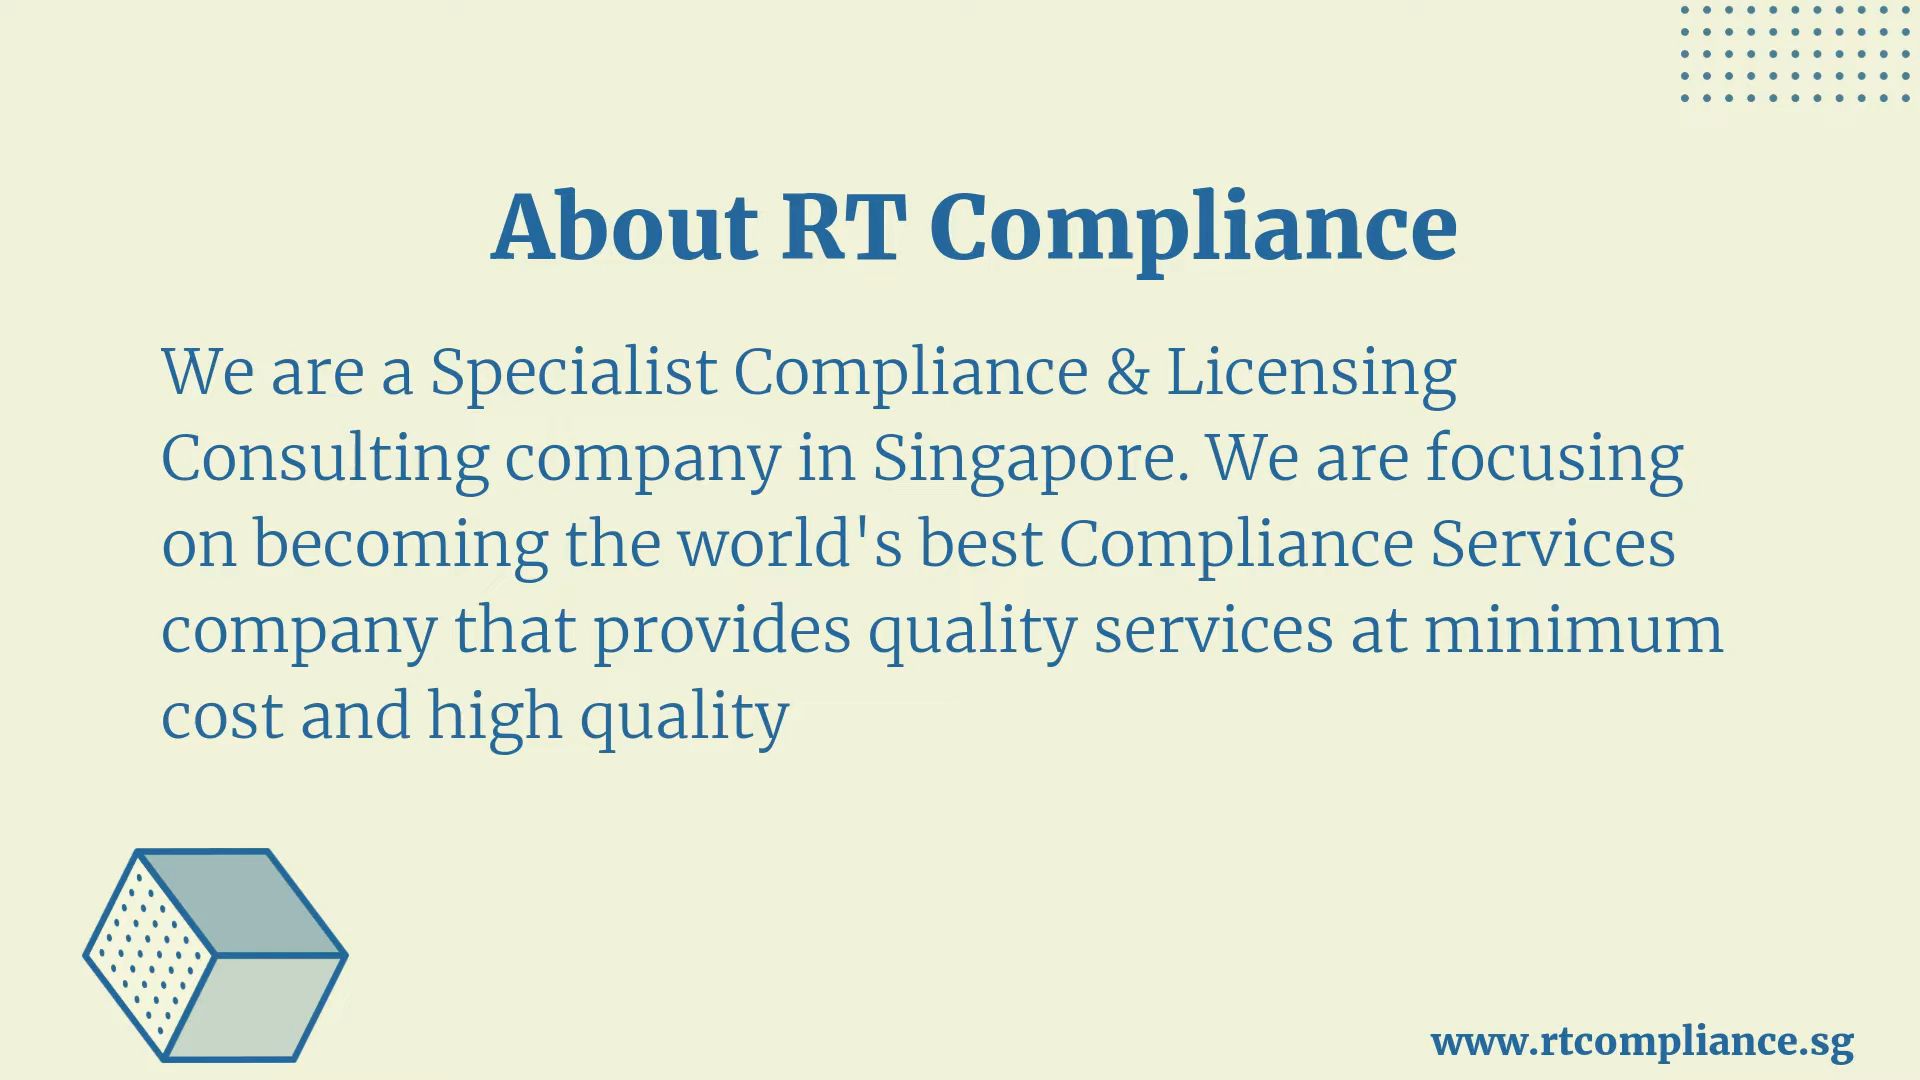 About RT Compliance
We are a Specialist Compliance & Licensing
Consulting company in Singapore. We are focusing
on becoming the world's best Compliance Services
company that provides quality services at minimum
cost and high quality
www.rtcompliance.sg